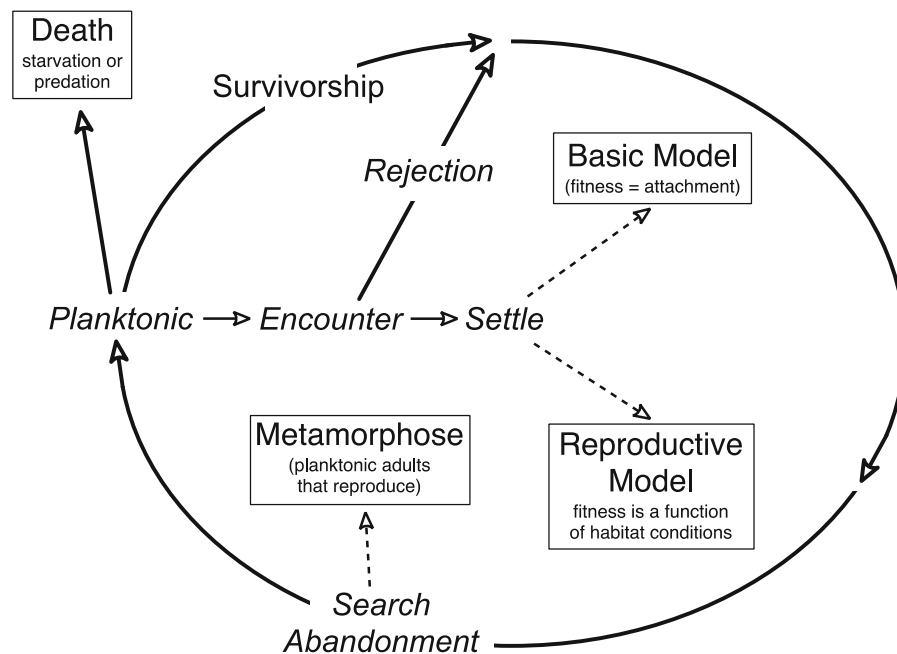 Death
starvation or
predation
Survivorship
Rejection
Basic Model
(fitness = attachment)
Planktonic
Encounter
Settle
Metamorphose
(planktonic adults
that reproduce)
Reproductive
Model
fitness is a function
of habitat conditions
Search
Abandonment